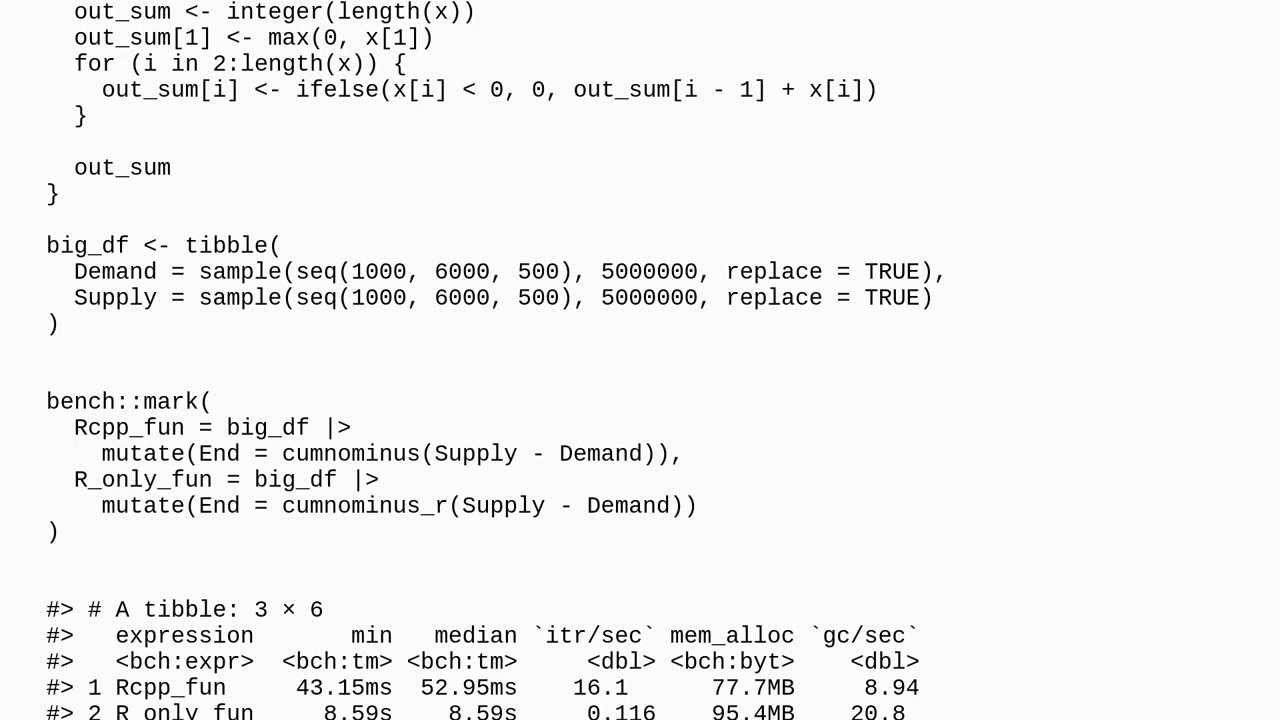 out_sum <- integer(length(x))
out_sum[1] <- max(0, x[1])
for (i in 2:length(x)) {
out_sum[i] <- ifelse(x[i] < 0, 0, out_sum[i - 1] + x[i])
}
out_sum
}
big_df <- tibble(
Demand = sample(seq(1000, 6000, 500), 5000000, replace = TRUE),
Supply = sample(seq(1000, 6000, 500), 5000000, replace = TRUE)
)
bench::mark(
Rcpp_fun = big_df |>
mutate(End = cumnominus(Supply - Demand)),
R_only_fun = big_df |>
mutate(End = cumnominus_r(Supply - Demand))
)
#> # A tibble: 3 × 6
#>   expression       min   median `itr/sec` mem_alloc `gc/sec`
#>   <bch:expr>  <bch:tm> <bch:tm>     <dbl> <bch:byt>    <dbl>
#> 1 Rcpp_fun     43.15ms  52.95ms    16.1      77.7MB     8.94
#> 2 R_only_fun     8.59s    8.59s     0.116    95.4MB    20.8